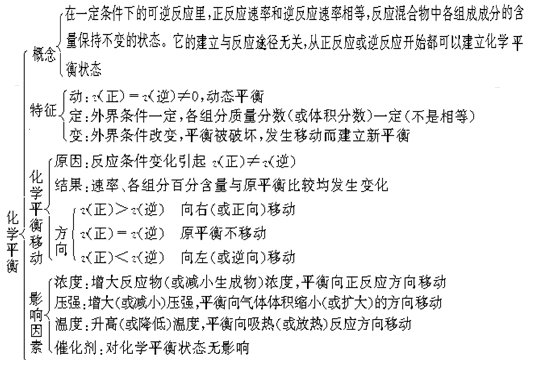 在一定条件下的可逆反应里,正反应速率和逆反应速率相等,反应混合物中各组成成分的含
量保持不变的状态。它的建立与反应途径无关,从正反应或逆反应开始都可以建立化学平
衡状态
概念
特征
动:v(正)=v(逆)≠0,动态平衡
定:外界条件一定,各组分质量分数(或体积分数)一定(不是相等)
变:外界条件改变,平衡被破坏,发生移动而建立新平衡
化学平衡
化学平衡移动
原因:反应条件变化引起 v(正)≠v(逆)
结果:速率、各组分百分含量与原平衡比较均发生变化
方向
v(正)>v(逆) 向右(或正向)移动
v(正)=v(逆) 原平衡不移动
v(正)<v(逆) 向左(或逆向)移动
影响因素
浓度:增大反应物(或减小生成物)浓度,平衡向正反应方向移动
压强:增大(或减小)压强,平衡向气体体积缩小(或扩大)的方向移动
温度:升高(或降低)温度,平衡向吸热(或放热)反应方向移动
催化剂:对化学平衡状态无影响